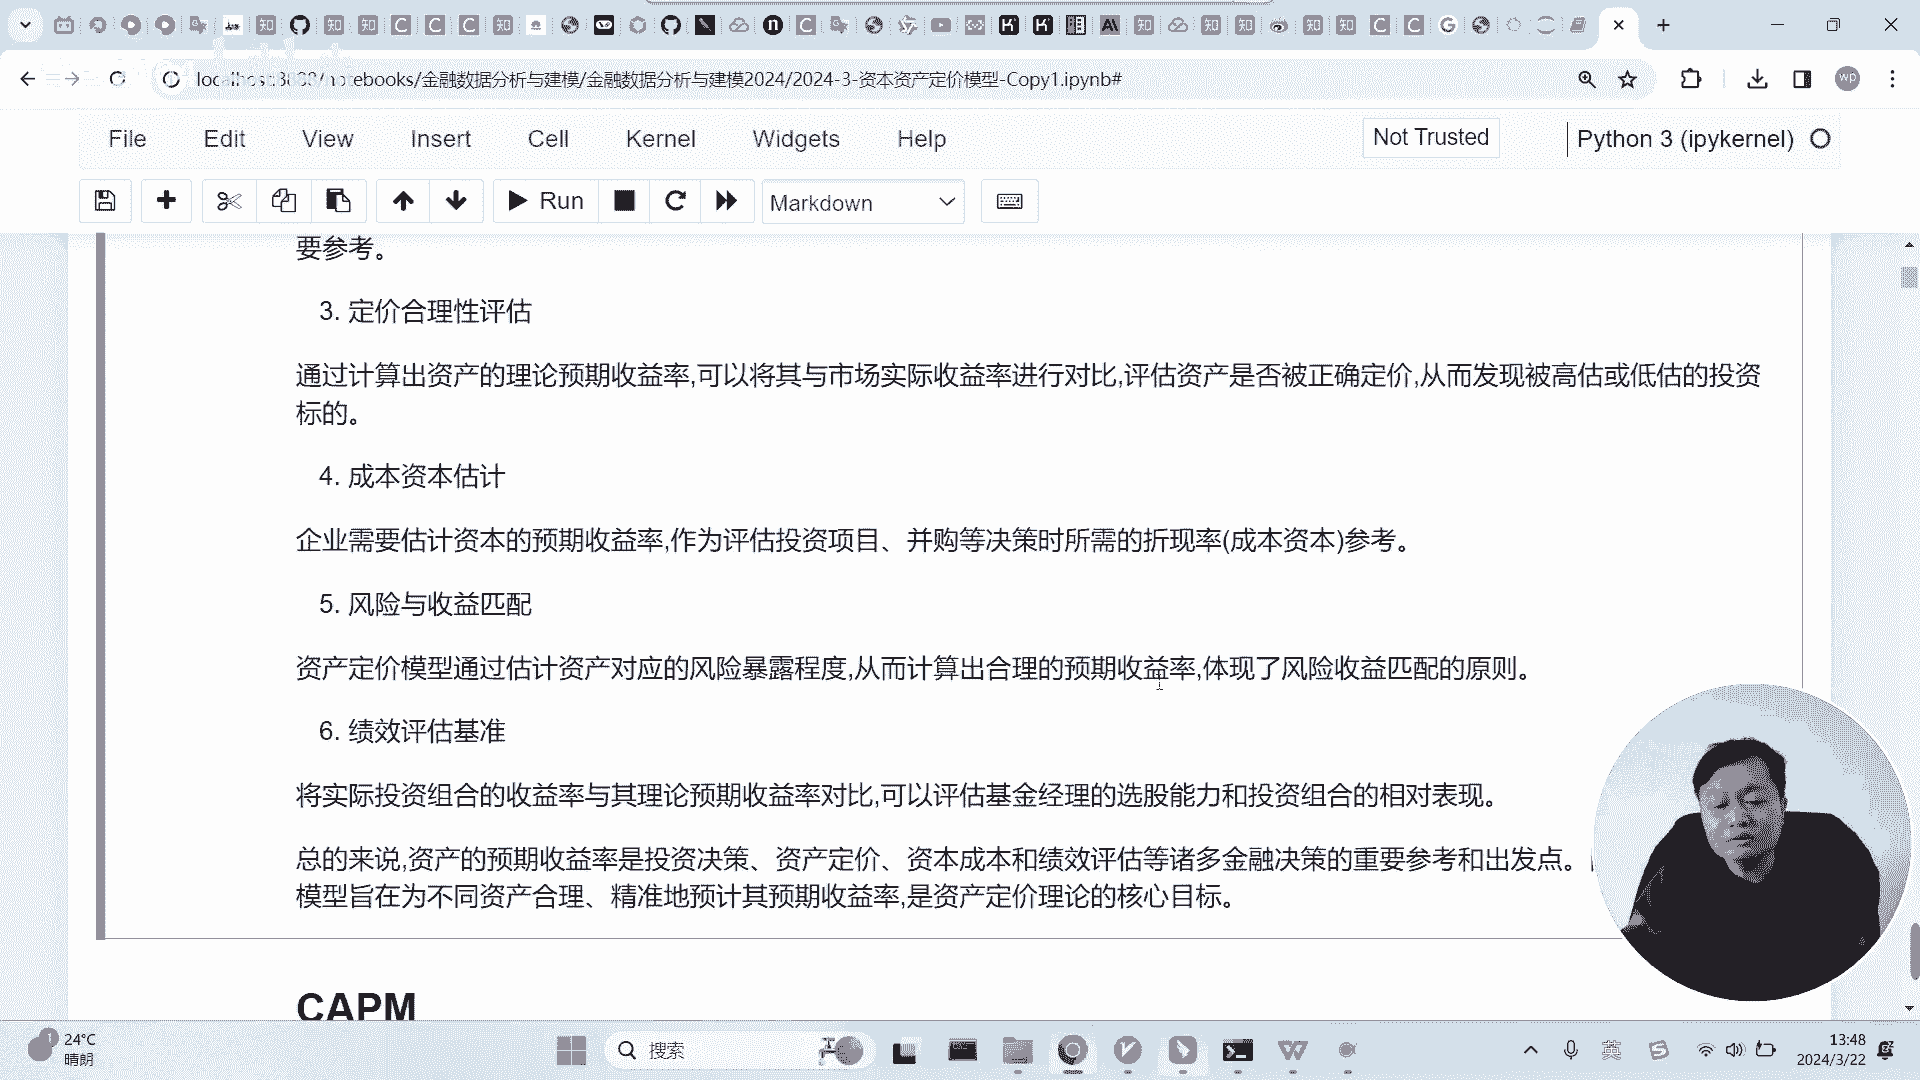 localhost:8888/notebooks/金融数据分析与建模/金融数据分析与建模2024/2024-3-资本资产定价模型-Copy1.ipynb#
wp
File Edit View Insert Cell Kernel Widgets Help Not Trusted Python 3 (ipykernel)
Run Markdown
要参考。
3. 定价合理性评估
通过计算出资产的理论预期收益率,可以将其与市场实际收益率进行对比,评估资产是否被正确定价,从而发现被高估或低估的投资
标的。
4. 成本资本估计
企业需要估计资本的预期收益率,作为评估投资项目、并购等决策时所需的折现率(成本资本)参考。
5. 风险与收益匹配
资产定价模型通过估计资产对应的风险暴露程度,从而计算出合理的预期收益率,体现了风险收益匹配的原则。
6. 绩效评估基准
将实际投资组合的收益率与其理论预期收益率对比,可以评估基金经理的选股能力和投资组合的相对表现。
总的来说,资产的预期收益率是投资决策、资产定价、资本成本和绩效评估等诸多金融决策的重要参考和出发点。
模型旨在为不同资产合理、精准地预计其预期收益率,是资产定价理论的核心目标。
CAPM
24°C
晴朗
搜索
英
13:48
2024/3/22